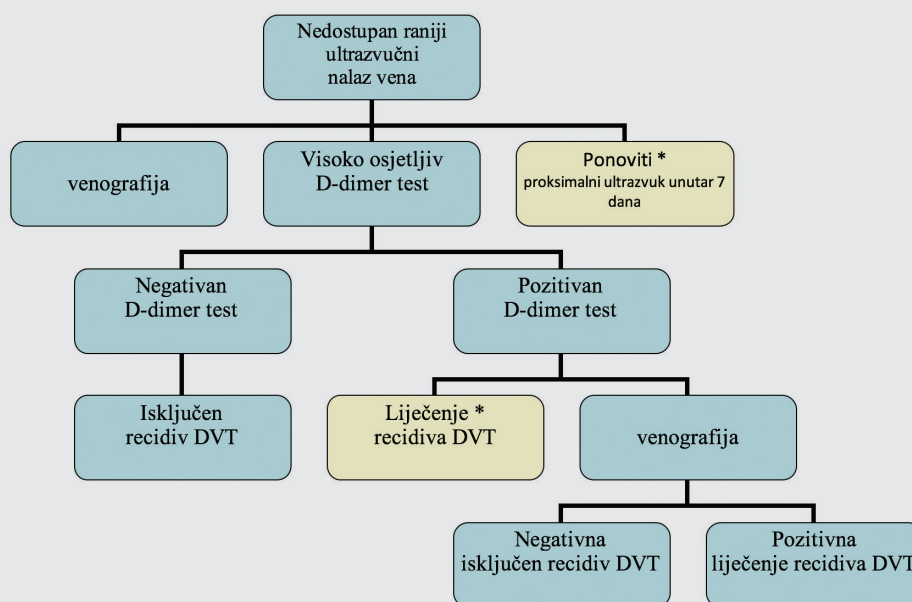 Nedostupan raniji
ultrazvučni
nalaz vena
venografija
Visoko osjetljiv
D-dimer test
Ponoviti *
proksimalni ultrazvuk unutar 7
dana
Negativan
D-dimer test
Pozitivan
D-dimer test
Isključen
recidiv DVT
Liječenje *
recidiva DVT
venografija
Negativna
isključen recidiv DVT
Pozitivna
liječenje recidiva DVT